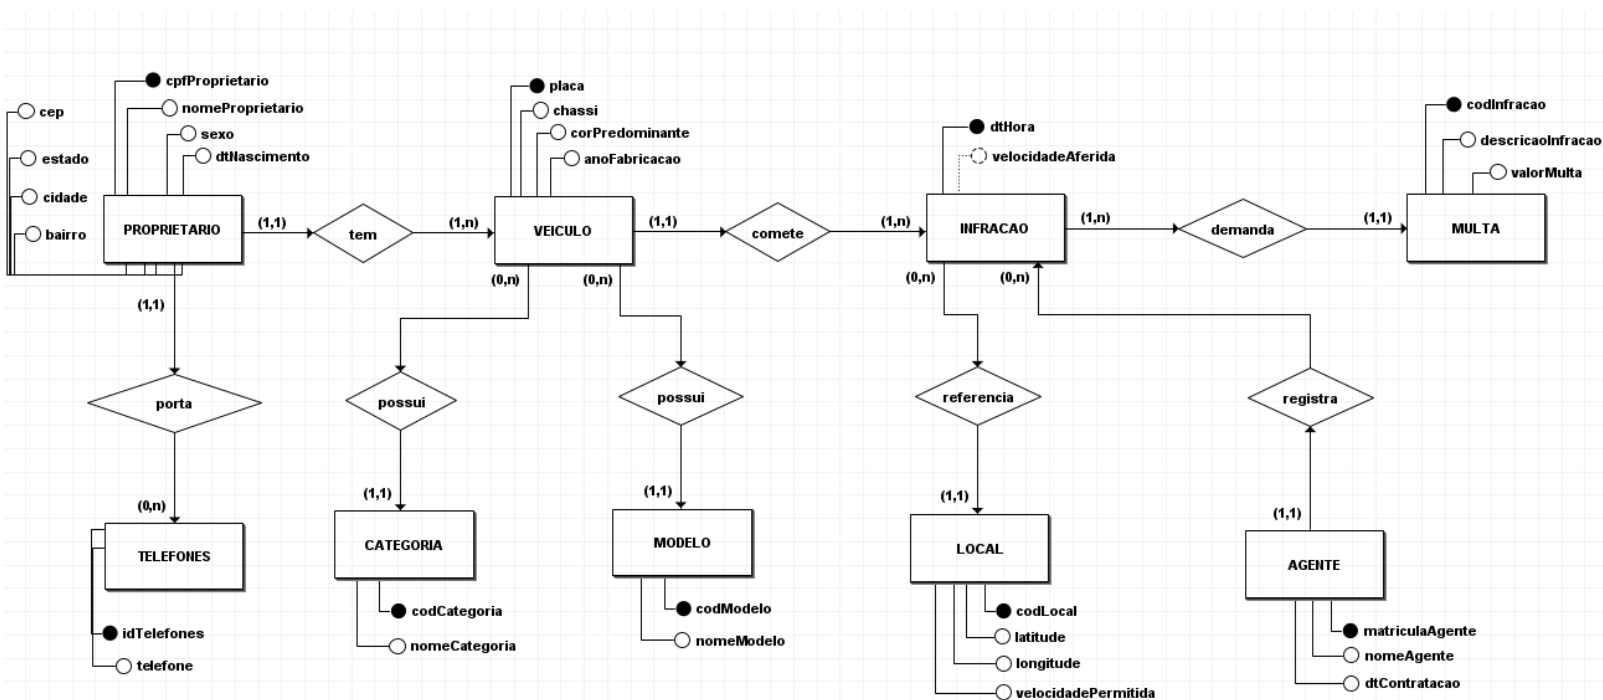 cpfProprietario
nomeProprietario
sexo
dtNascimento
cep
estado
cidade
bairro
PROPRIETARIO
(1,1)
tem
(1,n)
placa
chassi
corPredominante
anoFabricacao
VEICULO
(1,1)
comete
(1,n)
dtHora
velocidadeAferida
INFRACAO
(1,n)
demanda
(1,1)
codInfracao
descricaoInfracao
valorMulta
MULTA
(1,1)
porta
(0,n)
TELEFONES
idTelefones
telefone
(0,n)
possui
(1,1)
CATEGORIA
codCategoria
nomeCategoria
(0,n)
possui
(1,1)
MODELO
codModelo
nomeModelo
(0,n)
referencia
(1,1)
LOCAL
codLocal
latitude
longitude
velocidadePermitida
(0,n)
registra
(1,1)
AGENTE
matriculaAgente
nomeAgente
dtContratacao